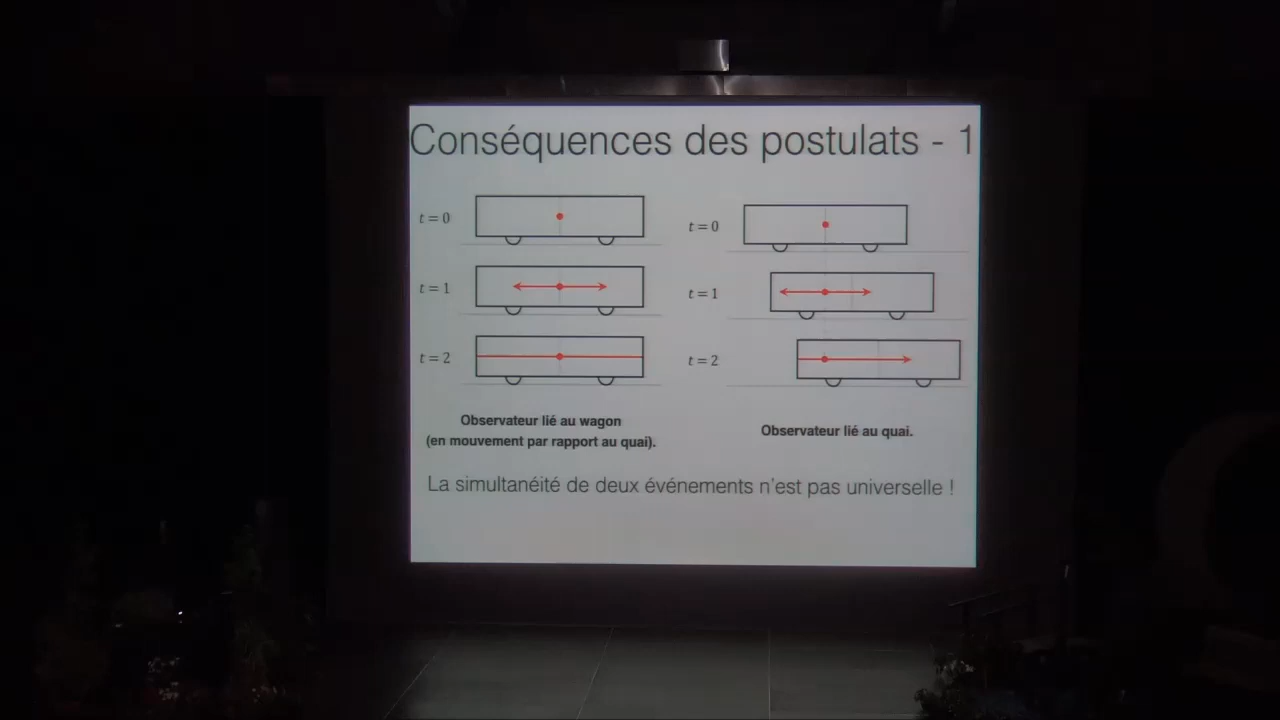 Conséquences des postulats - 1
t = 0
t = 1
t = 2
Observateur lié au wagon
(en mouvement par rapport au quai).
t = 0
t = 1
t = 2
Observateur lié au quai.
La simultanéité de deux événements n'est pas universelle !